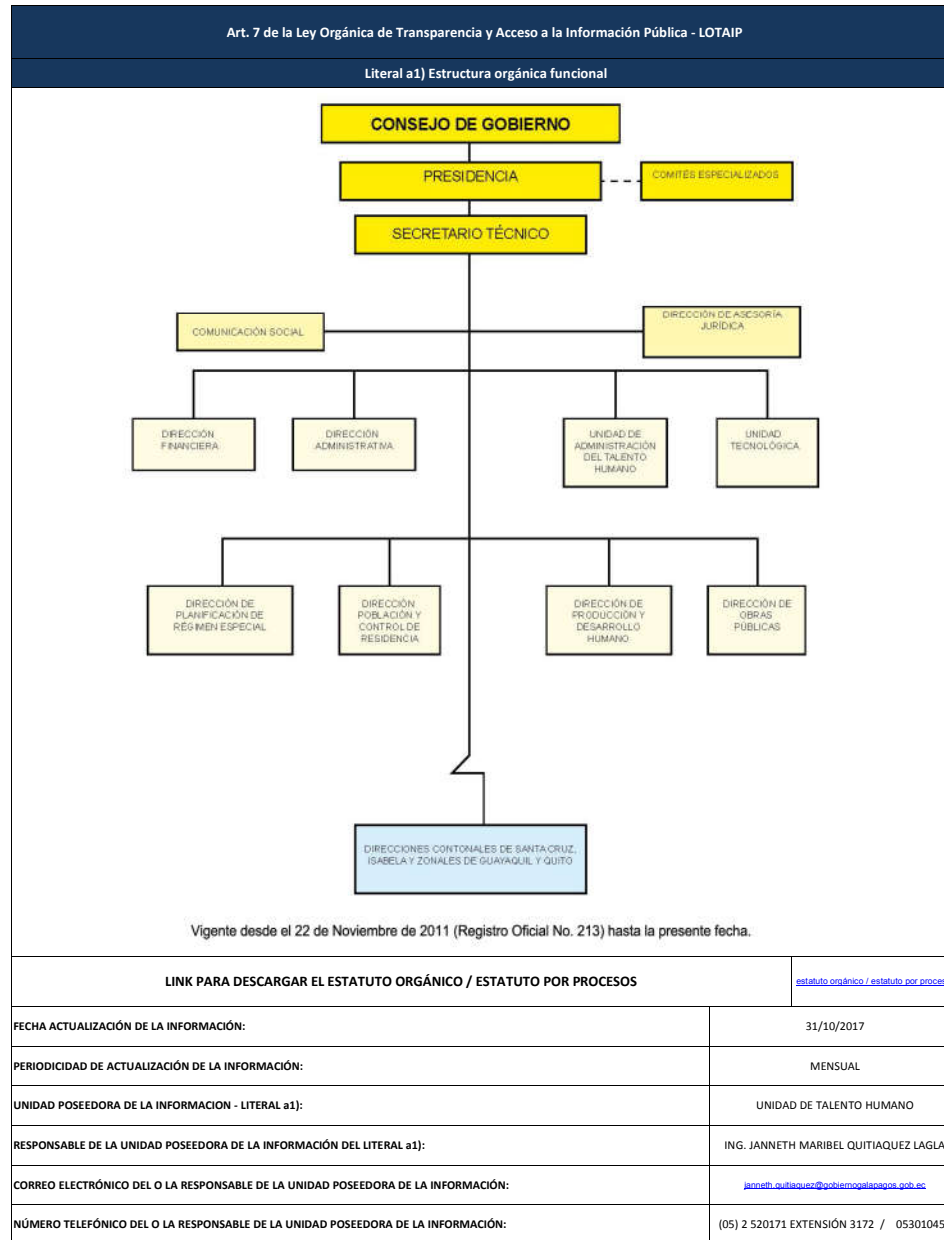 Art. 7 de la Ley Orgánica de Transparencia y Acceso a la Información Pública - LOTAIP
Literal a1) Estructura orgánica funcional
CONSEJO DE GOBIERNO
PRESIDENCIA
COMITÉS ESPECIALIZADOS
SECRETARIO TÉCNICO
COMUNICACIÓN SOCIAL
DIRECCIÓN DE ASESORÍA
JURÍDICA
DIRECCIÓN
FINANCIERA
DIRECCIÓN
ADMINISTRATIVA
UNIDAD DE
ADMINISTRACIÓN
DEL TALENTO
HUMANO
UNIDAD
TECNOLÓGICA
DIRECCIÓN DE
PLANIFICACIÓN DE
RÉGIMEN ESPECIAL
DIRECCIÓN
POBLACIÓN Y
CONTROL DE
RESIDENCIA
DIRECCIÓN DE
PRODUCCIÓN Y
DESARROLLO
HUMANO
DIRECCIÓN DE
OBRAS
PÚBLICAS
DIRECCIONES CONTONALES DE SANTA CRUZ,
ISABELA Y ZONALES DE GUAYAQUIL Y QUITO
Vigente desde el 22 de Noviembre de 2011 (Registro Oficial No. 213) hasta la presente fecha.
LINK PARA DESCARGAR EL ESTATUTO ORGÁNICO / ESTATUTO POR PROCESOS
estatuto orgánico / estatuto por proces
FECHA ACTUALIZACIÓN DE LA INFORMACIÓN:
31/10/2017
PERIODICIDAD DE ACTUALIZACIÓN DE LA INFORMACIÓN:
MENSUAL
UNIDAD POSEEDORA DE LA INFORMACION - LITERAL a1):
UNIDAD DE TALENTO HUMANO
RESPONSABLE DE LA UNIDAD POSEEDORA DE LA INFORMACIÓN DEL LITERAL a1):
ING. JANNETH MARIBEL QUITIAQUEZ LAGLA
CORREO ELECTRÓNICO DEL O LA RESPONSABLE DE LA UNIDAD POSEEDORA DE LA INFORMACIÓN:
janneth.quitiaquez@gobiernogalapagos.gob.ec
NÚMERO TELEFÓNICO DEL O LA RESPONSABLE DE LA UNIDAD POSEEDORA DE LA INFORMACIÓN:
(05) 2 520171 EXTENSIÓN 3172 / 05301045